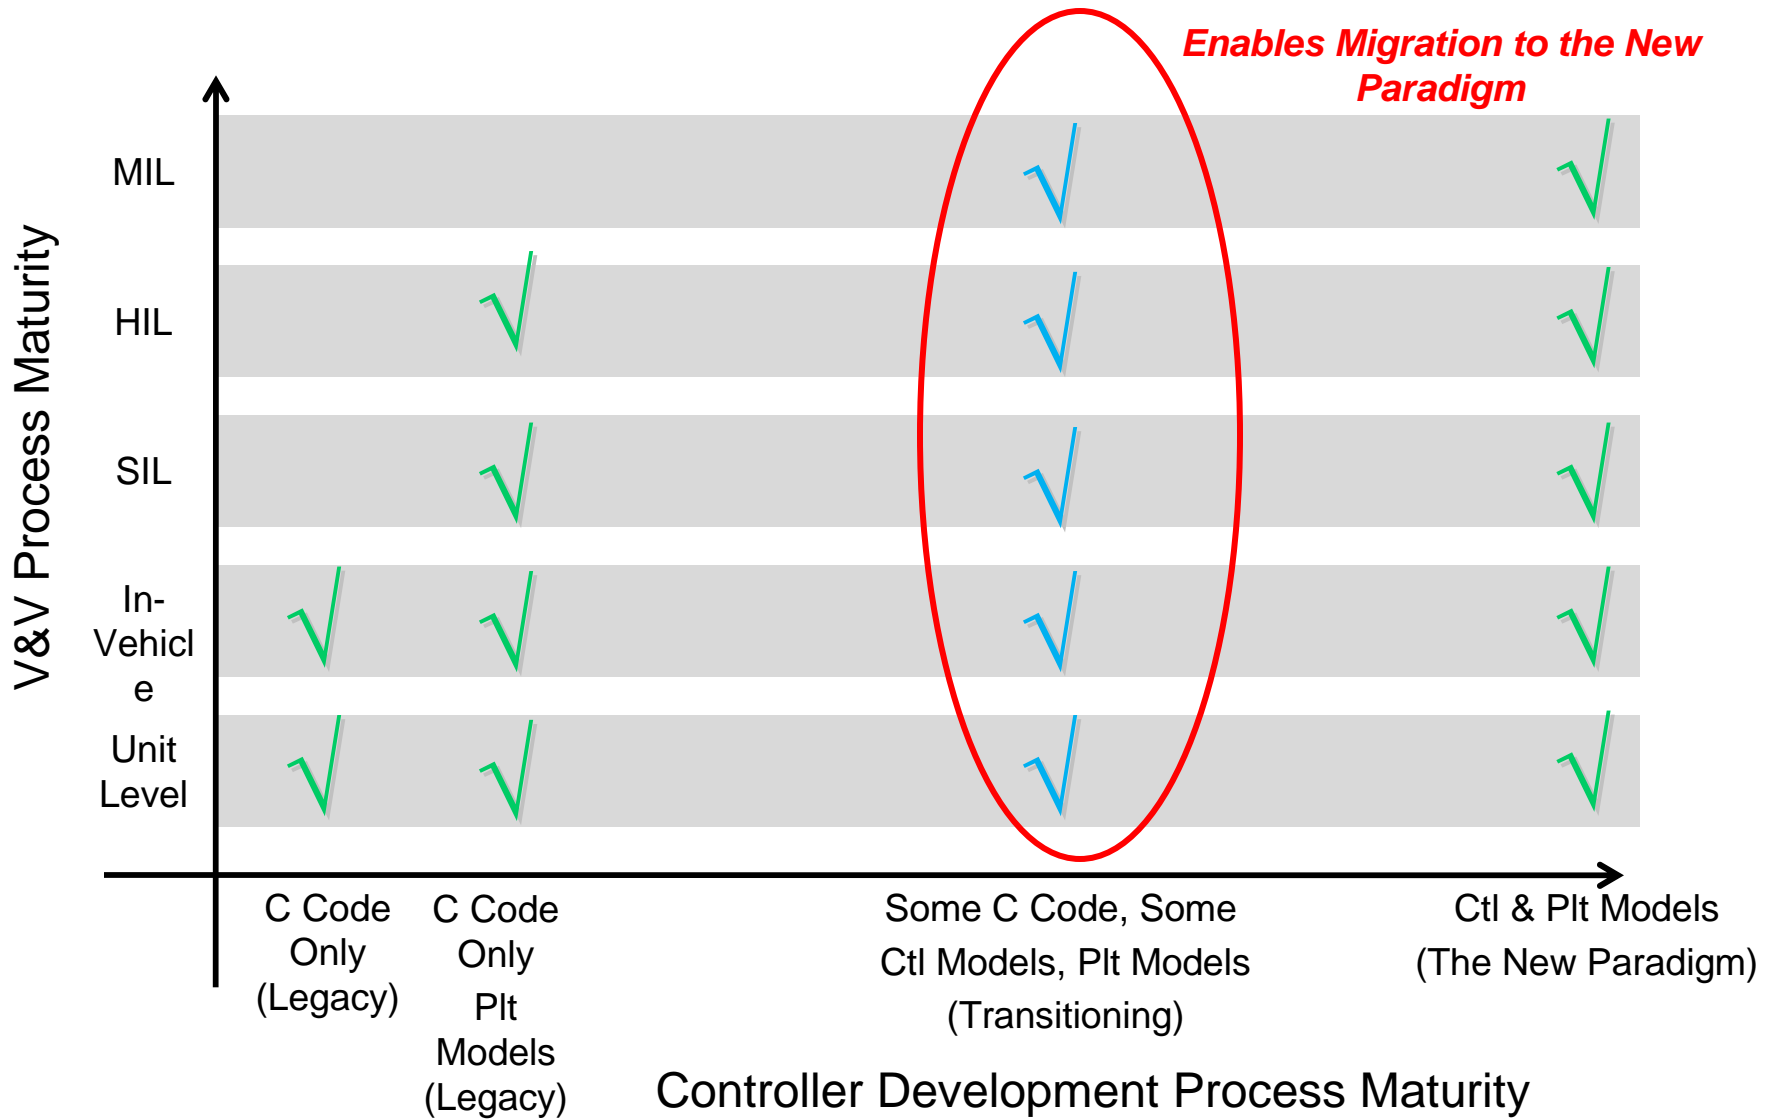 Enables Migration to the New
Paradigm
V&V Process Maturity
MIL
HIL
SIL
In-
Vehicl
e
Unit
Level
C Code
Only
(Legacy)
C Code
Only
Plt
Models
(Legacy)
Some C Code, Some
Ctl Models, Plt Models
(Transitioning)
Ctl & Plt Models
(The New Paradigm)
Controller Development Process Maturity